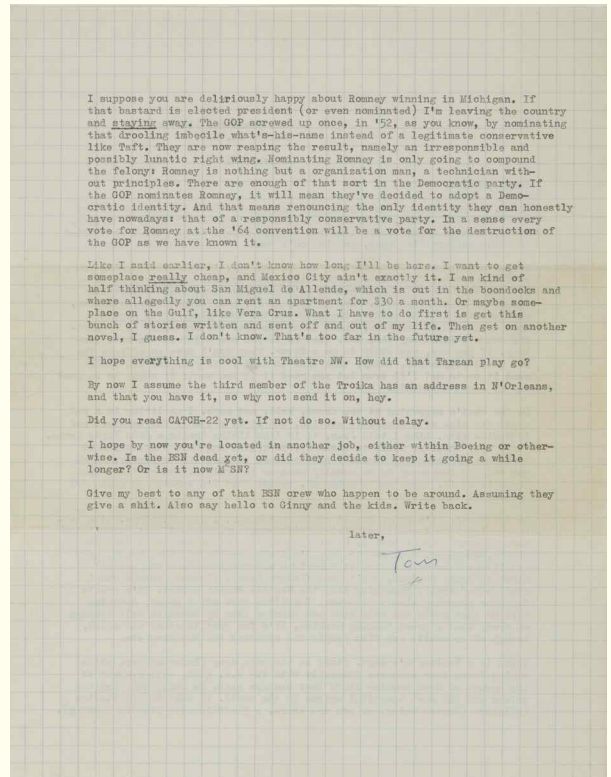 I suppose you are deliriously happy about Romney winning in Michigan. If
that bastard is elected president (or even nominated) I'm leaving the country
and staying away. The GOP screwed up once, in '52, as you know, by nominating
that drooling imbecile what's-his-name instead of a legitimate conservative
like Taft. They are now reaping the result, namely an irresponsible and
possibly lunatic right wing. Nominating Romney is only going to compound
the felony: Romney is nothing but a organization man, a technician with-
out principles. There are enough of that sort in the Democratic party. If
the GOP nominates Romney, it will mean they've decided to adopt a Demo-
cratic identity. And that means renouncing the only identity they can honestly
have nowadays: that of a responsibly conservative party. In a sense every
vote for Romney at the '64 convention will be a vote for the destruction of
the GOP as we have known it.
Like I said earlier, I don't know how long I'll be here. I want to get
someplace really cheap, and Mexico City ain't exactly it. I am kind of
half thinking about San Miguel de Allende, which is out in the boondocks and
where allegedly you can rent an apartment for $30 a month. Or maybe some-
place on the Gulf, like Vera Cruz. What I have to do first is get this
bunch of stories written and sent off and out of my life. Then get on another
novel, I guess. I don't know. That's too far in the future yet.
I hope everything is cool with Theatre NW. How did that Tarzan play go?
By now I assume the third member of the Troika has an address in N'Orleans,
and that you have it, so why not send it on, hey.
Did you read CATCH-22 yet. If not do so. Without delay.
I hope by now you're located in another job, either within Boeing or other-
wise. Is the BSN dead yet, or did they decide to keep it going a while
longer? Or is it now M SN?
Give my best to any of that BSN crew who happen to be around. Assuming they
give a shit. Also say hello to Ginny and the kids. Write back.
later,
Tom